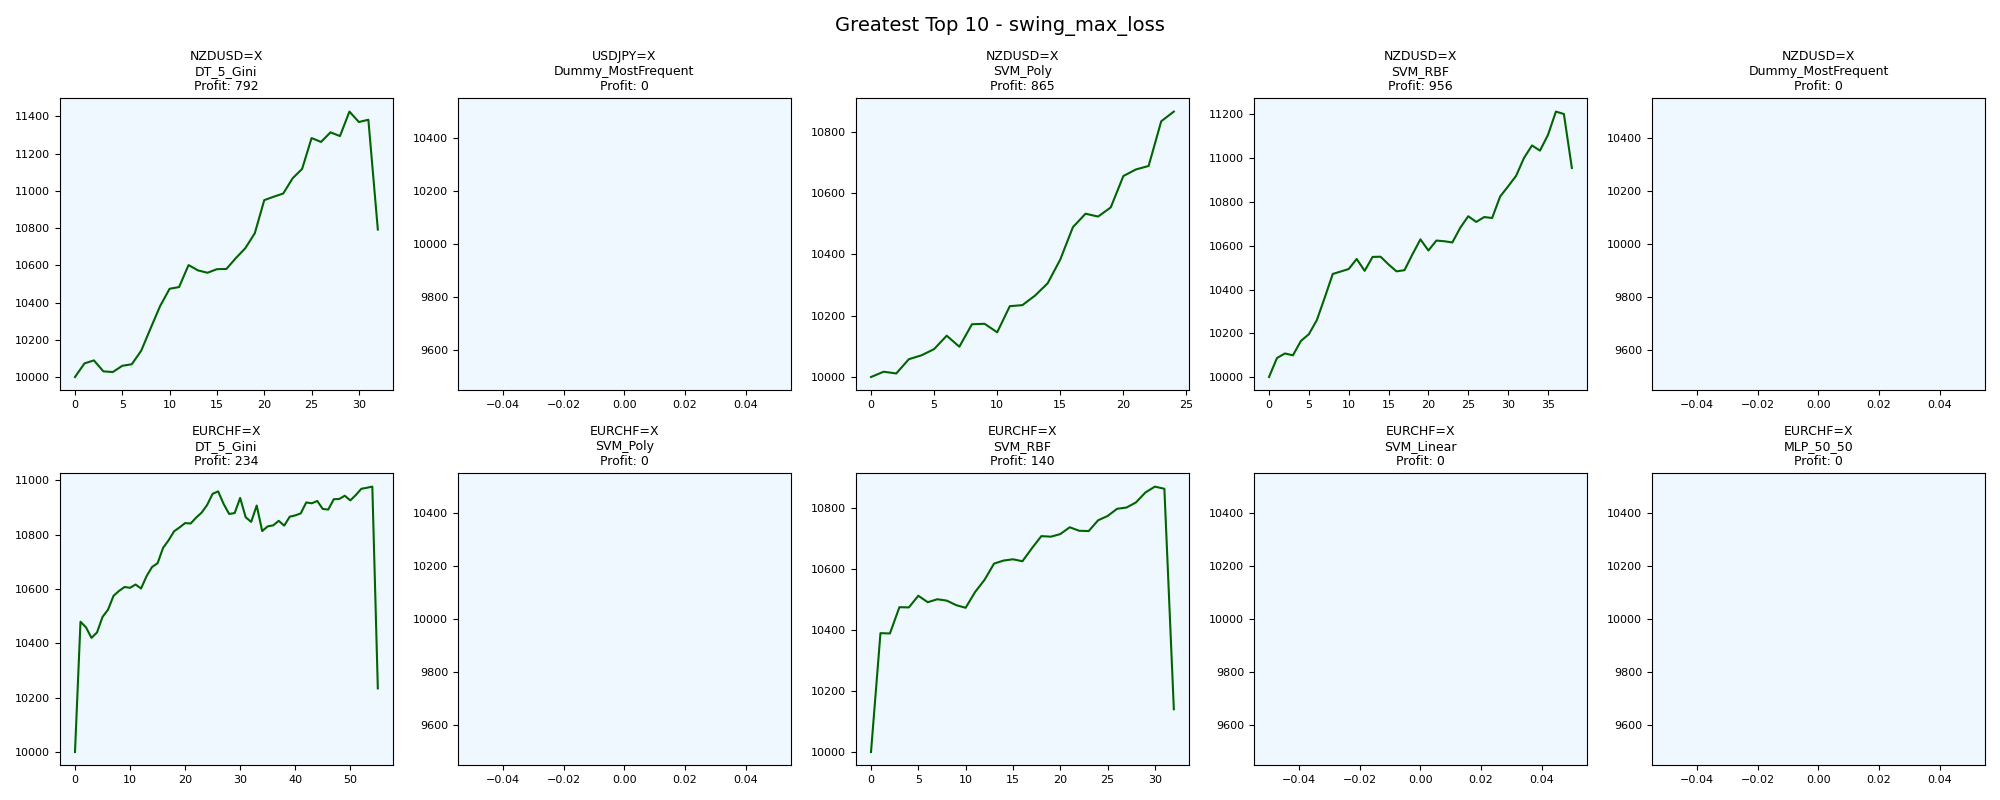 Greatest Top 10 - swing_max_loss
NZDUSD=X
DT_5_Gini
Profit: 792
11400
11200
11000
10800
10600
10400
10200
10000
0 5 10 15 20 25 30
USDJPY=X
Dummy_MostFrequent
Profit: 0
10400
10200
10000
9800
9600
−0.04 −0.02 0.00 0.02 0.04
NZDUSD=X
SVM_Poly
Profit: 865
10800
10600
10400
10200
10000
0 5 10 15 20 25
NZDUSD=X
SVM_RBF
Profit: 956
11200
11000
10800
10600
10400
10200
10000
0 5 10 15 20 25 30 35
NZDUSD=X
Dummy_MostFrequent
Profit: 0
10400
10200
10000
9800
9600
−0.04 −0.02 0.00 0.02 0.04
EURCHF=X
DT_5_Gini
Profit: 234
11000
10800
10600
10400
10200
10000
0 10 20 30 40 50
EURCHF=X
SVM_Poly
Profit: 0
10400
10200
10000
9800
9600
−0.04 −0.02 0.00 0.02 0.04
EURCHF=X
SVM_RBF
Profit: 140
10800
10600
10400
10200
10000
0 5 10 15 20 25 30
EURCHF=X
SVM_Linear
Profit: 0
10400
10200
10000
9800
9600
−0.04 −0.02 0.00 0.02 0.04
EURCHF=X
MLP_50_50
Profit: 0
10400
10200
10000
9800
9600
−0.04 −0.02 0.00 0.02 0.04